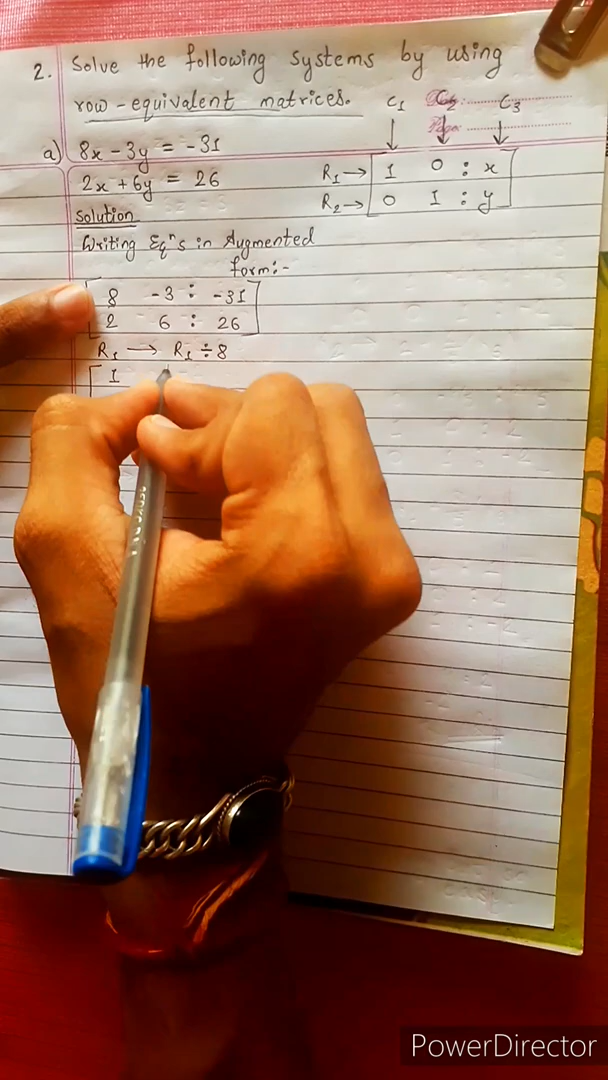 2. Solve the following systems by using
row-equivalent matrices.
C1 C2 C3
a) 8x - 3y = -31
2x + 6y = 26
R1 → [ 1 0 : x ]
R2 → [ 0 1 : y ]
Solution
Writing Eqⁿs in Augmented
form:-
[ 8 -3 : -31 ]
[ 2 6 : 26 ]
R1 → R1 ÷ 8
[ 1
PowerDirector